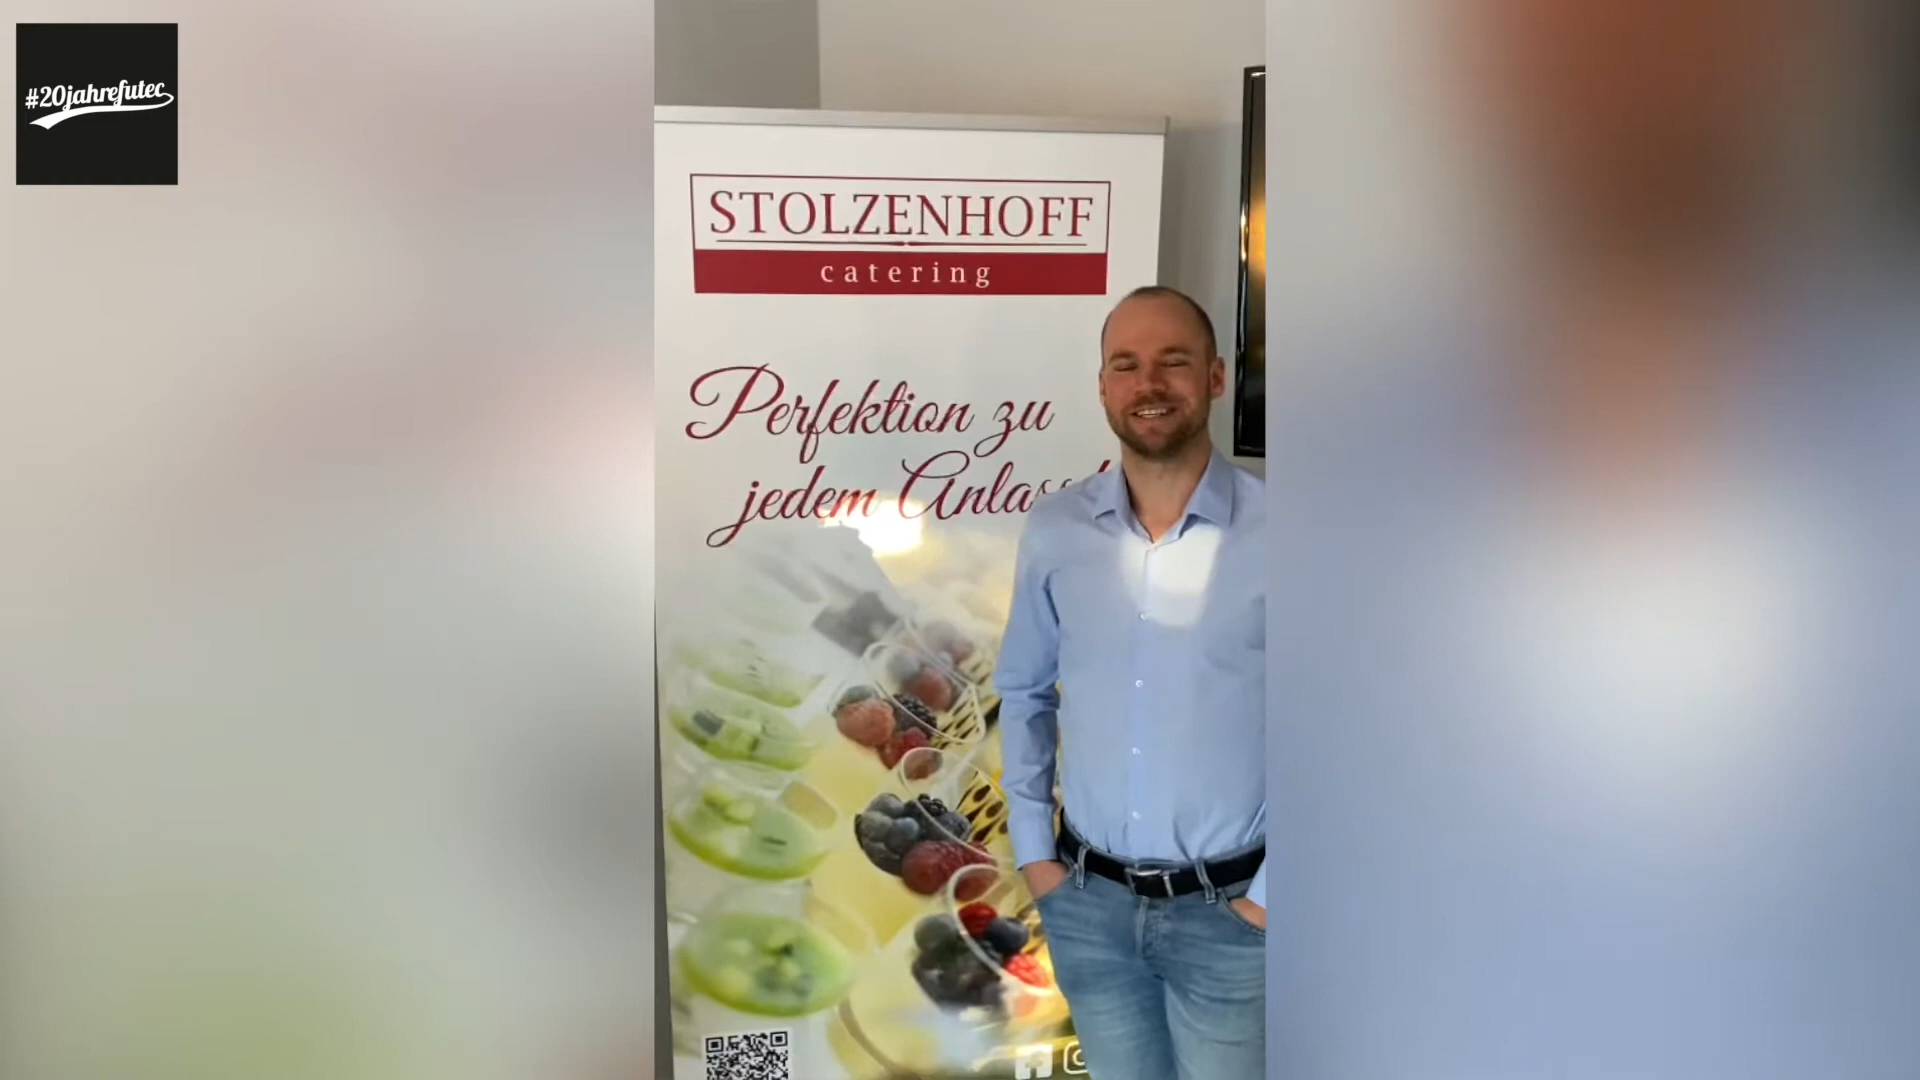 #20jahrefutec
STOLZENHOFF
catering
Perfektion zu
jedem